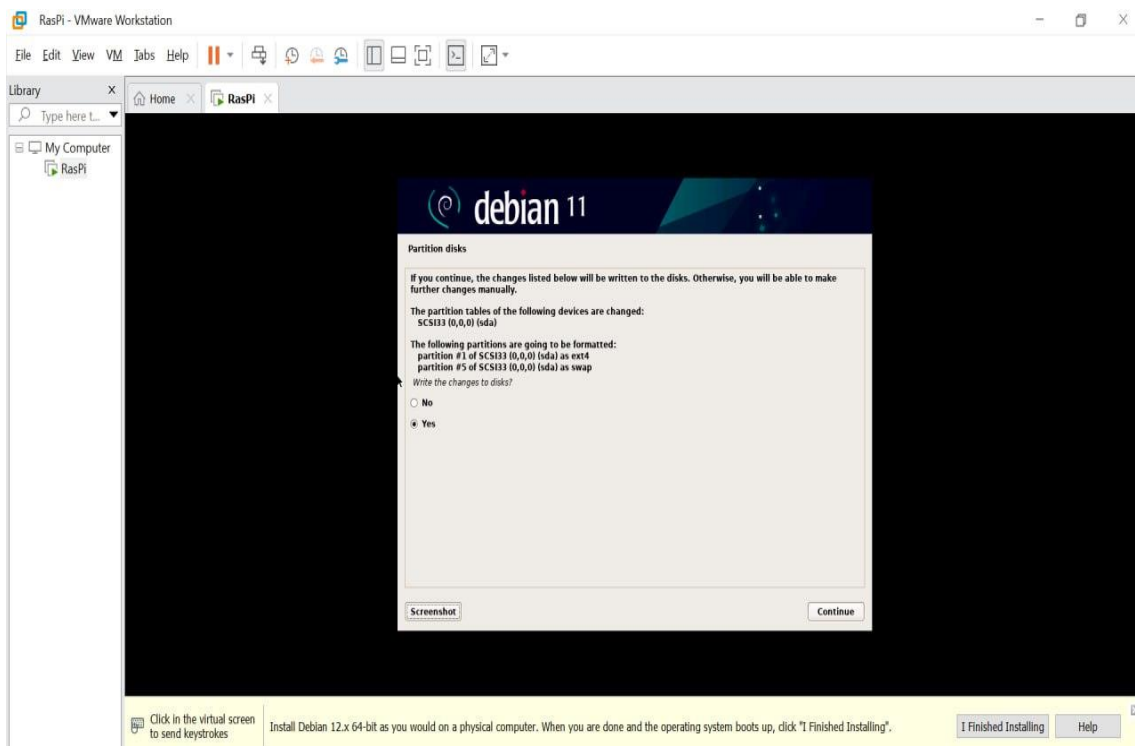 RasPi - VMware Workstation
File Edit View VM Tabs Help
Library
Type here t...
My Computer
RasPi
Home
RasPi
debian 11
Partition disks
If you continue, the changes listed below will be written to the disks. Otherwise, you will be able to make
further changes manually.
The partition tables of the following devices are changed:
SCSI33 (0,0,0) (sda)
The following partitions are going to be formatted:
partition #1 of SCSI33 (0,0,0) (sda) as ext4
partition #5 of SCSI33 (0,0,0) (sda) as swap
Write the changes to disks?
No
Yes
Screenshot
Continue
Click in the virtual screen
to send keystrokes
Install Debian 12.x 64-bit as you would on a physical computer. When you are done and the operating system boots up, click "I Finished Installing".
I Finished Installing
Help